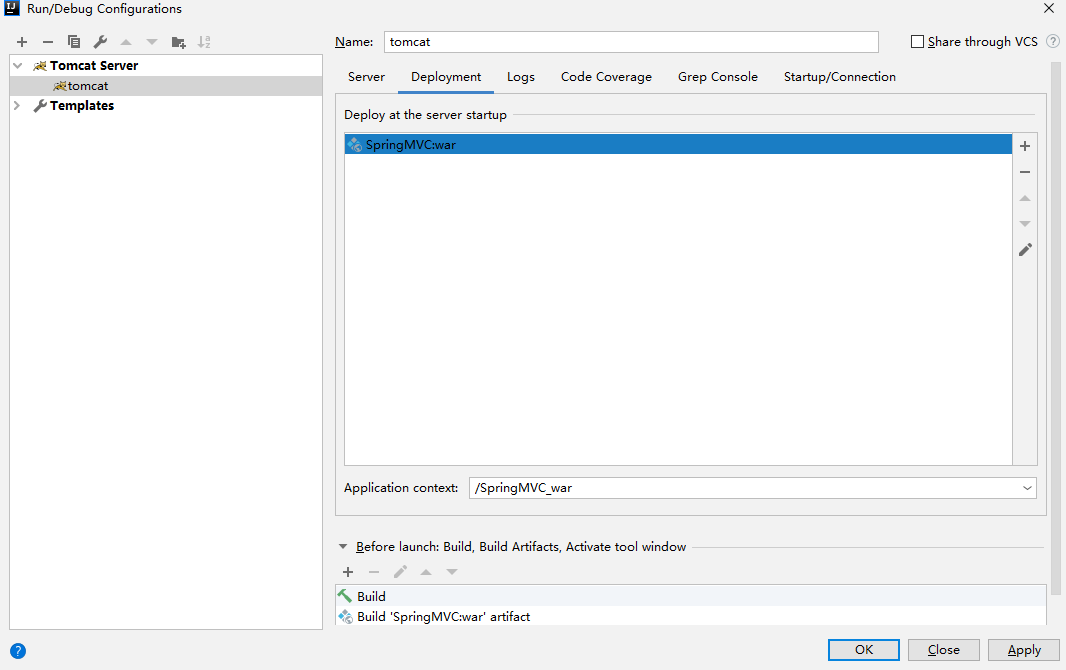 Run/Debug Configurations
Name: tomcat
Share through VCS ?
Tomcat Server
tomcat
Templates
Server Deployment Logs Code Coverage Grep Console Startup/Connection
Deploy at the server startup
SpringMVC:war
Application context: /SpringMVC_war
Before launch: Build, Build Artifacts, Activate tool window
Build
Build 'SpringMVC:war' artifact
? OK Close Apply